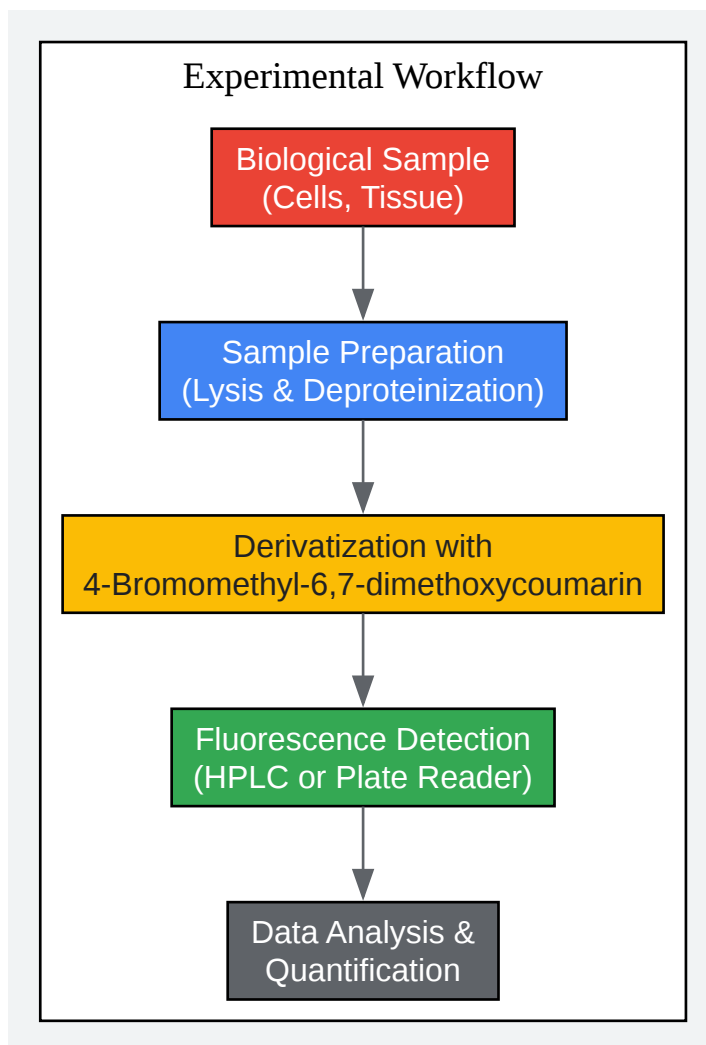 Experimental Workflow
Biological Sample
(Cells, Tissue)
Sample Preparation
(Lysis & Deproteinization)
Derivatization with
4-Bromomethyl-6,7-dimethoxycoumarin
Fluorescence Detection
(HPLC or Plate Reader)
Data Analysis &
Quantification